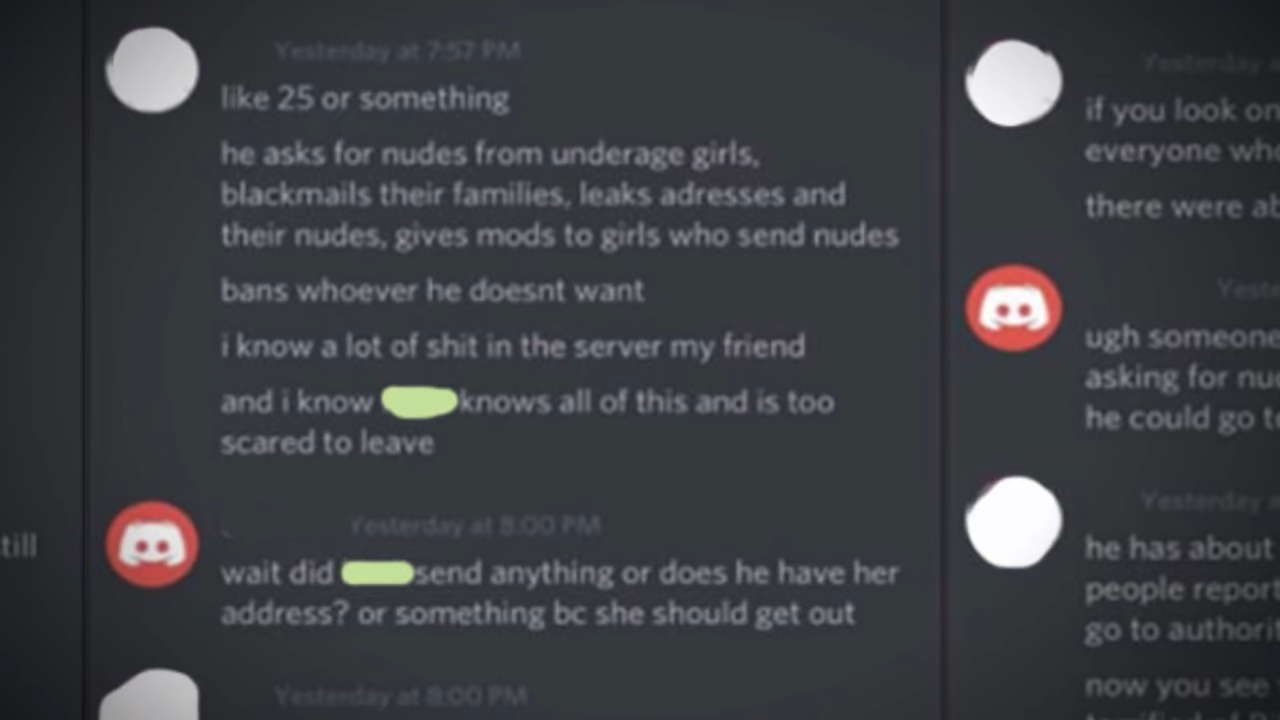 Yesterday at 7:57 PM
like 25 or something
he asks for nudes from underage girls,
blackmails their families, leaks adresses and
their nudes, gives mods to girls who send nudes
bans whoever he doesnt want
i know a lot of shit in the server my friend
and i know knows all of this and is too
scared to leave
Yesterday at 8:00 PM
wait did send anything or does he have her
address? or something bc she should get out
Yesterday at 8:00 PM
till
Yesterday
if you look on
everyone
there were
ugh someone
asking for
he could go
Yesterday
he has about
people report
go to
now you see